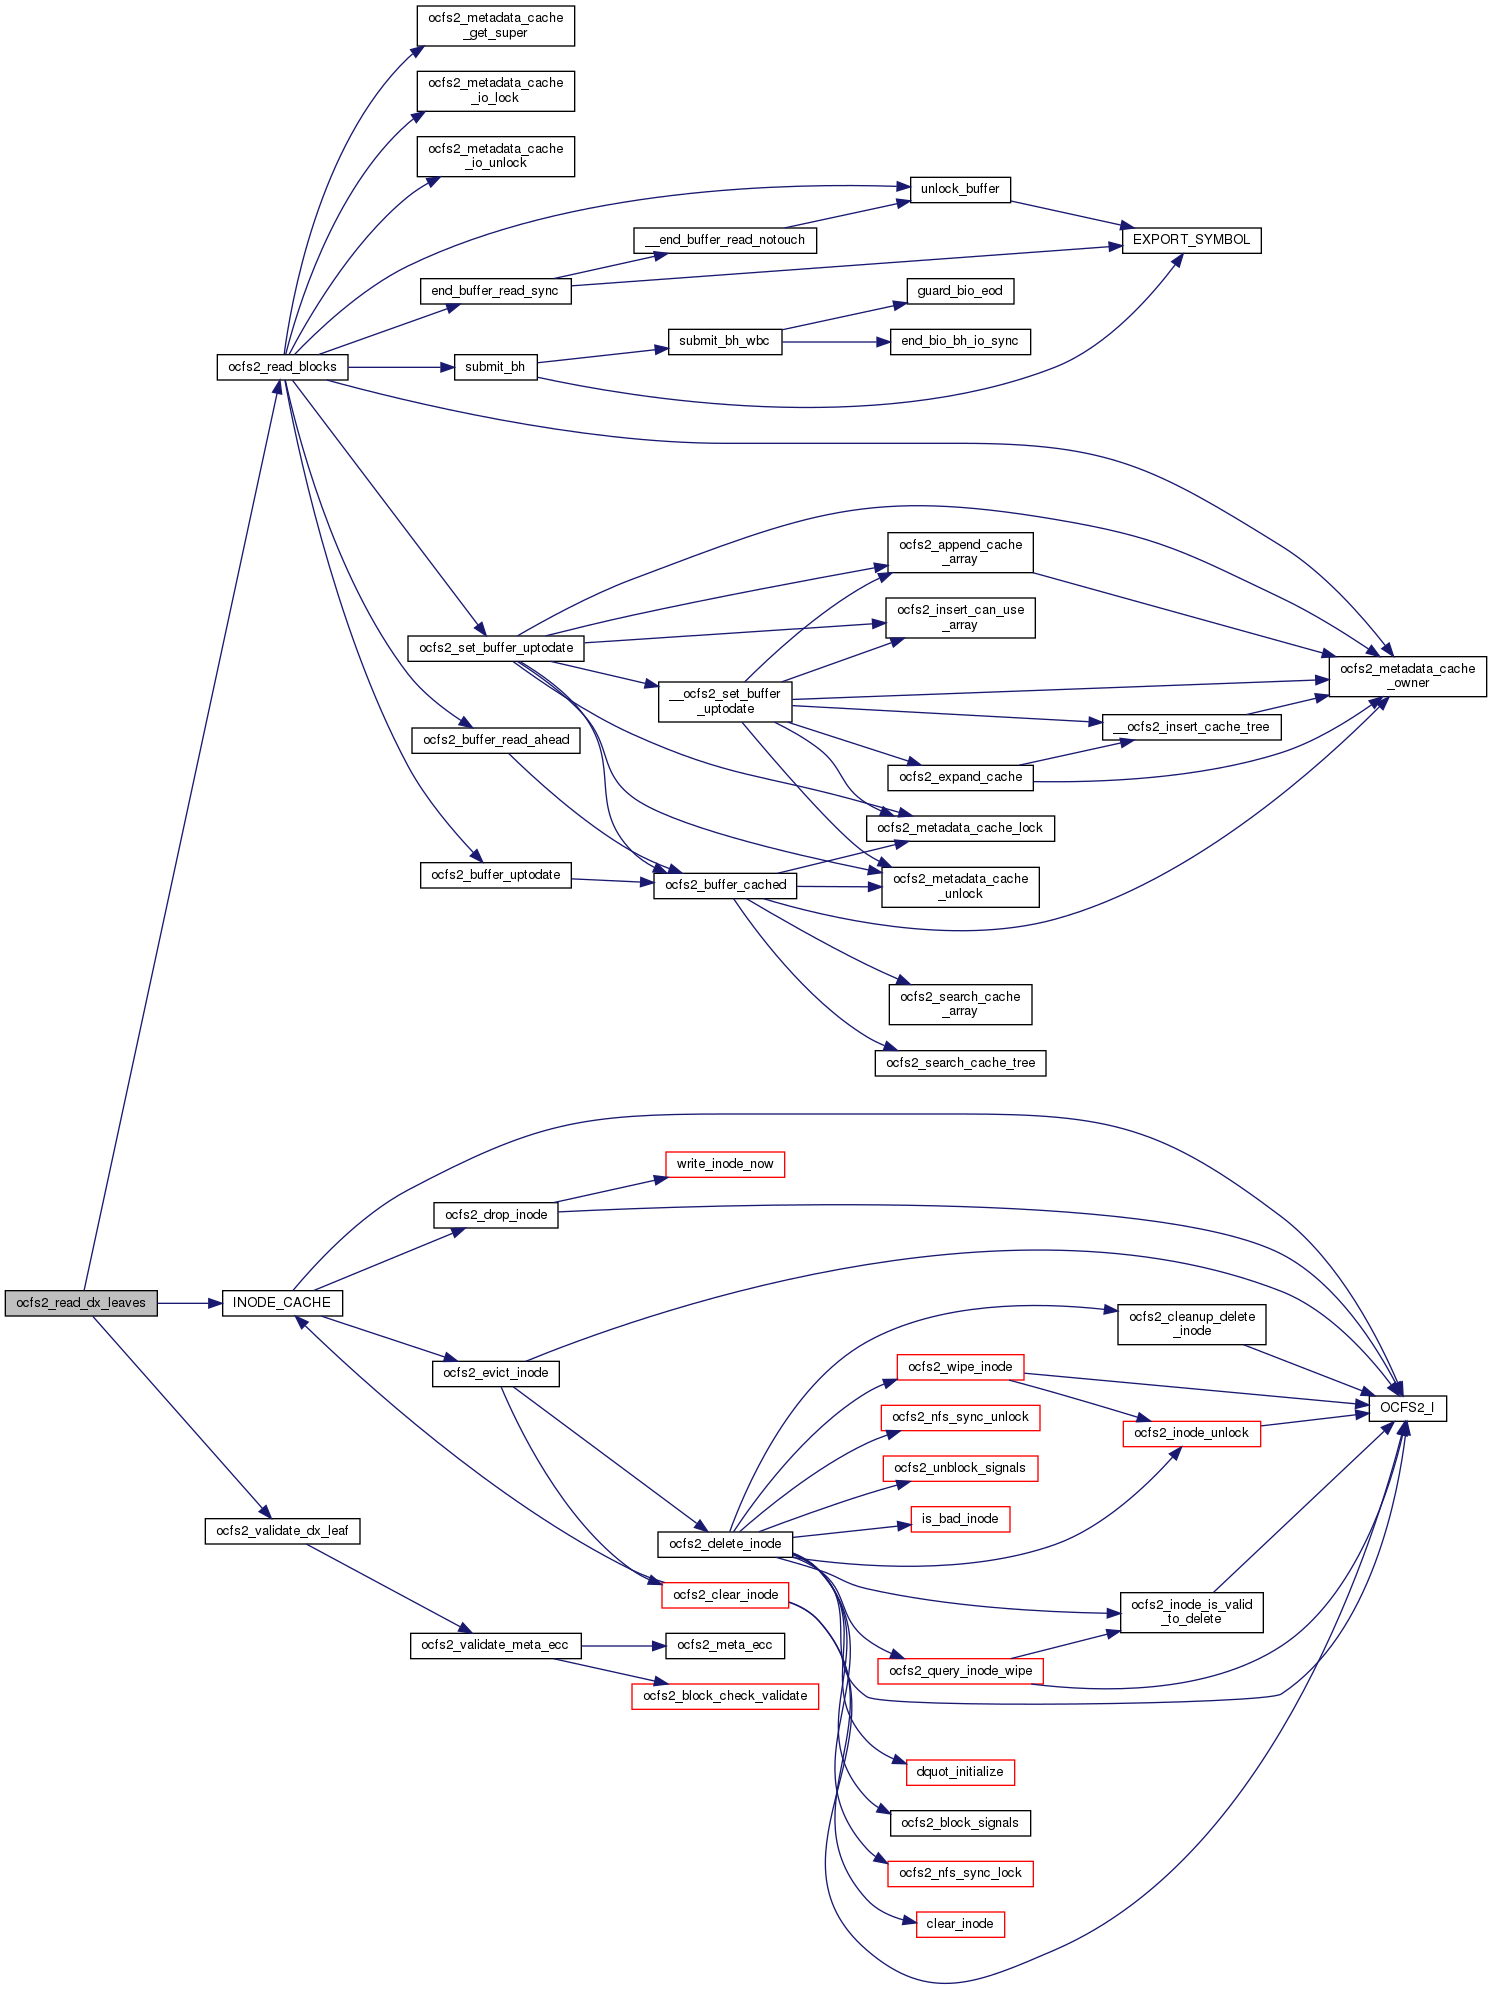 ocfs2_metadata_cache
_get_super
ocfs2_metadata_cache
_io_lock
ocfs2_metadata_cache
_io_unlock
unlock_buffer
__end_buffer_read_notouch
EXPORT_SYMBOL
end_buffer_read_sync
guard_bio_eod
submit_bh_wbc
end_bio_bh_io_sync
ocfs2_read_blocks
submit_bh
ocfs2_append_cache
_array
ocfs2_insert_can_use
_array
ocfs2_set_buffer_uptodate
ocfs2_metadata_cache
_owner
__ocfs2_set_buffer
_uptodate
__ocfs2_insert_cache_tree
ocfs2_buffer_read_ahead
ocfs2_expand_cache
ocfs2_metadata_cache_lock
ocfs2_buffer_uptodate
ocfs2_buffer_cached
ocfs2_metadata_cache
_unlock
ocfs2_search_cache
_array
ocfs2_search_cache_tree
write_inode_now
ocfs2_drop_inode
ocfs2_read_dx_leaves
INODE_CACHE
ocfs2_cleanup_delete
_inode
ocfs2_evict_inode
ocfs2_wipe_inode
OCFS2_I
ocfs2_nfs_sync_unlock
ocfs2_inode_unlock
ocfs2_unblock_signals
is_bad_inode
ocfs2_validate_dx_leaf
ocfs2_delete_inode
ocfs2_clear_inode
ocfs2_inode_is_valid
_to_delete
ocfs2_validate_meta_ecc
ocfs2_meta_ecc
ocfs2_query_inode_wipe
ocfs2_block_check_validate
dquot_initialize
ocfs2_block_signals
ocfs2_nfs_sync_lock
clear_inode